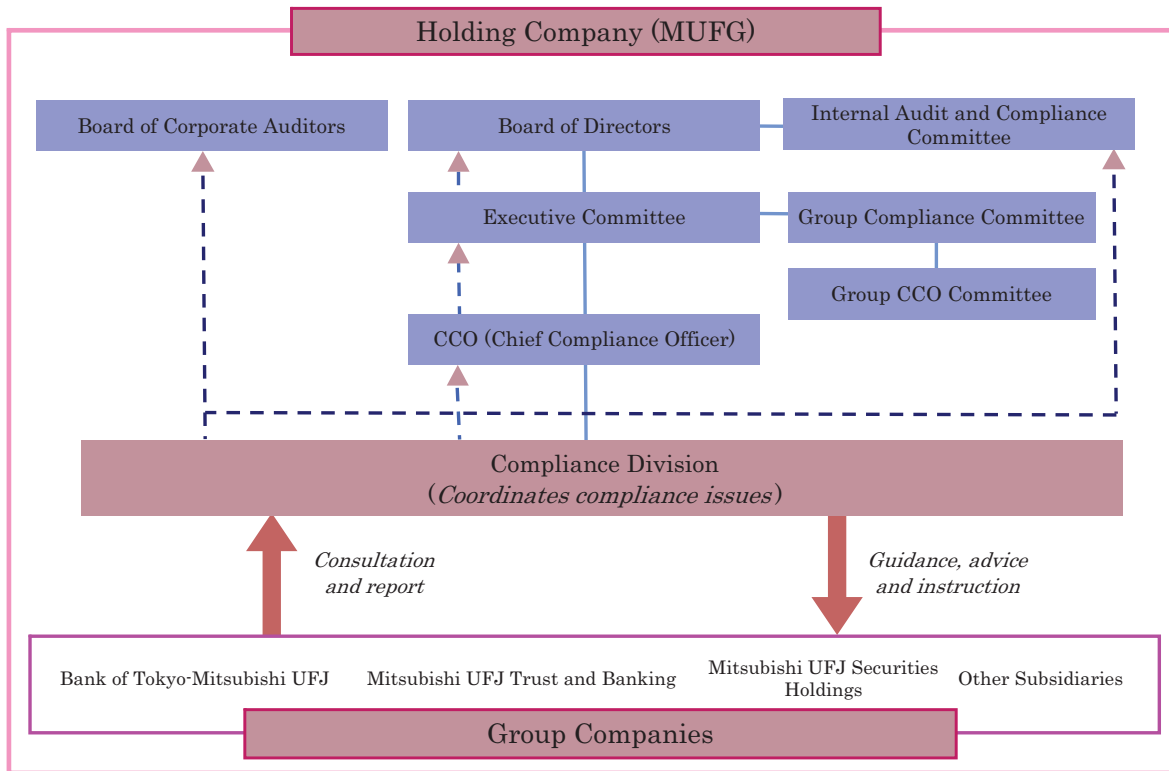 Holding Company (MUFG)
Board of Corporate Auditors
Board of Directors
Internal Audit and Compliance
Committee
Executive Committee
Group Compliance Committee
Group CCO Committee
CCO (Chief Compliance Officer)
Compliance Division
(Coordinates compliance issues)
Consultation
and report
Guidance, advice
and instruction
Bank of Tokyo-Mitsubishi UFJ
Mitsubishi UFJ Trust and Banking
Mitsubishi UFJ Securities
Holdings
Other Subsidiaries
Group Companies